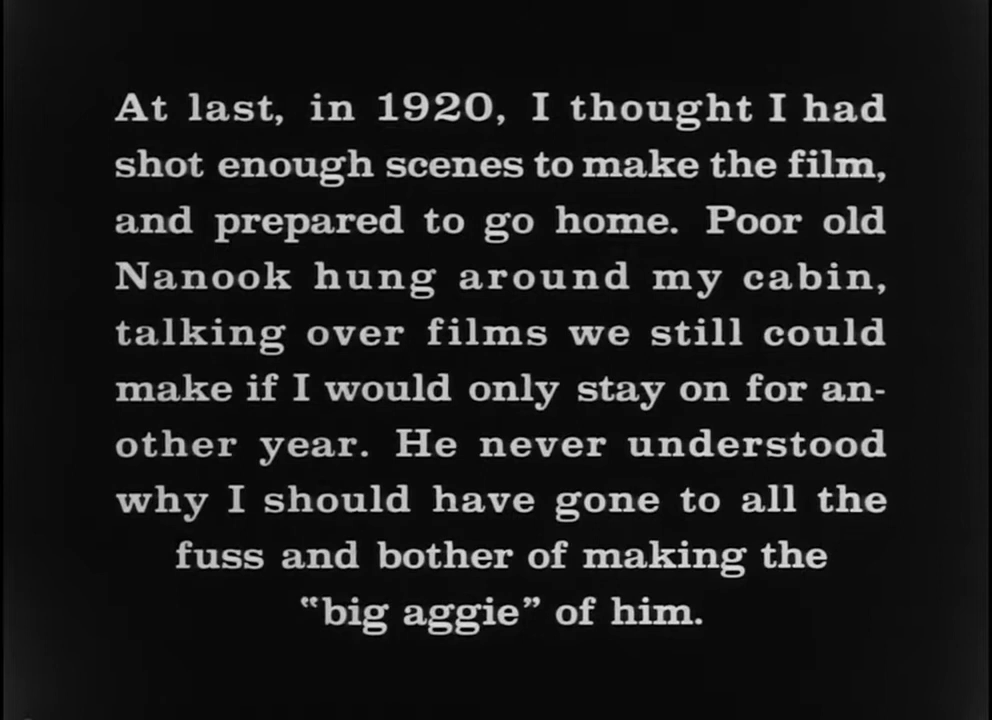 At last, in 1920, I thought I had
shot enough scenes to make the film,
and prepared to go home. Poor old
Nanook hung around my cabin,
talking over films we still could
make if I would only stay on for an-
other year. He never understood
why I should have gone to all the
fuss and bother of making the
“big aggie” of him.